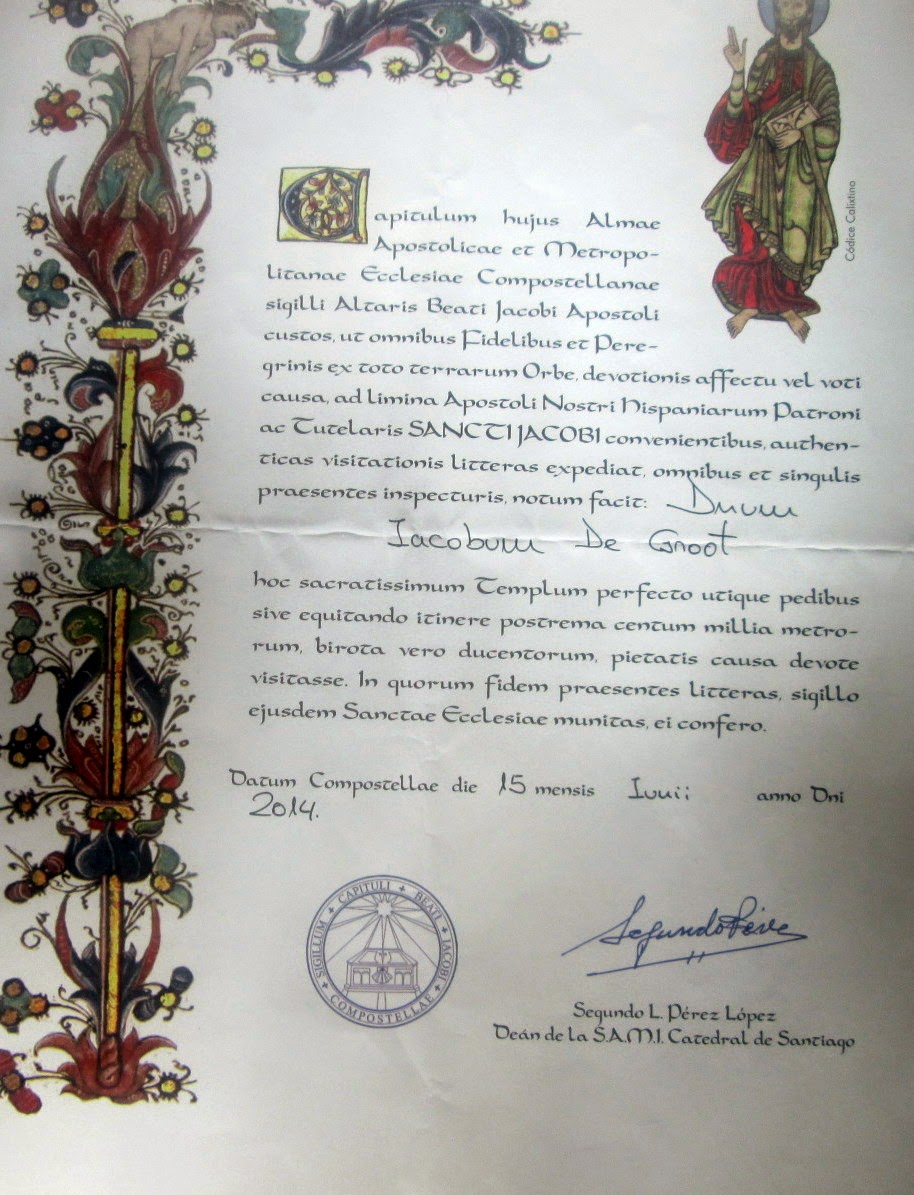 Capitulum hujus Almae
Apostolicae et Metropo-
litanae Ecclesiae Compostellanae
sigilli Altaris Beati Jacobi Apostoli
custos, ut omnibus Fidelibus et Pere-
grinis ex toto terrarum Orbe, devotionis affectu vel voti
causa, ad limina Apostoli Nostri Hispaniarum Patroni
ac Tutelaris SANCTI JACOBI convenientibus, authen-
ticas visitationis litteras expediat, omnibus et singulis
praesentes inspecturis, notum facit: Dnum
Iacobum De Groot
hoc sacratissimum Templum perfecto utique pedibus
sive equitando itinere postrema centum millia metro-
rum, birota vero ducentorum, pietatis causa devote
visitasse. In quorum fidem praesentes litteras, sigillo
ejusdem Sanctae Ecclesiae munitas, ei confero.
Datum Compostellae die 15 mensis Iunii anno Dni
2014.
SIGILLUM + CAPITULI + BEATI + IACOBI + COMPOSTELLAE +
Segundo Pérez
Segundo L. Pérez López
Deán de la S.A.M.I. Catedral de Santiago
Códice Calixtino